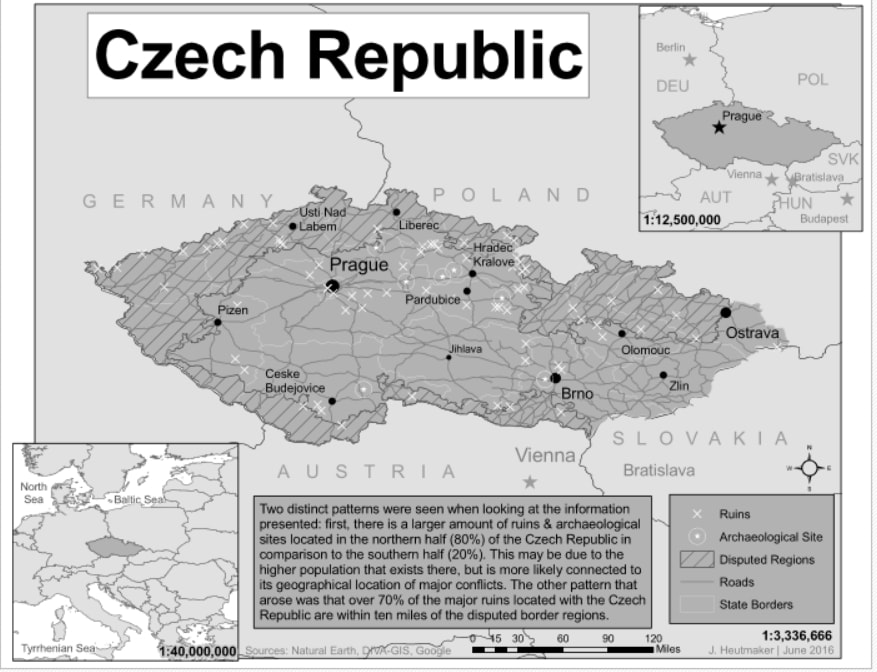 Czech Republic
Berlin
DEU
POL
Prague
SVK
Vienna
Bratislava
AUT
HUN
Budapest
1:12,500,000
GERMANY
POLAND
Usti Nad
Labem
Liberec
Hradec
Kralove
Prague
Pardubice
Pizen
Jihlava
Ostrava
Olomouc
Ceske
Budejovice
Brno
Zlin
SLOVAKIA
AUSTRIA
Vienna
Bratislava
N
W
E
S
North
Sea
Baltic Sea
Tyrrhenian Sea
1:40,000,000
Two distinct patterns were seen when looking at the information
presented: first, there is a larger amount of ruins & archaeological
sites located in the northern half (80%) of the Czech Republic in
comparison to the southern half (20%). This may be due to the
higher population that exists there, but is more likely connected to
its geographical location of major conflicts. The other pattern that
arose was that over 70% of the major ruins located with the Czech
Republic are within ten miles of the disputed border regions.
Ruins
Archaeological Site
Disputed Regions
Roads
State Borders
1:3,336,666
Sources: Natural Earth, DIVA-GIS, Google
0 15 30 60 90 120
Miles
J. Heutmaker | June 2016